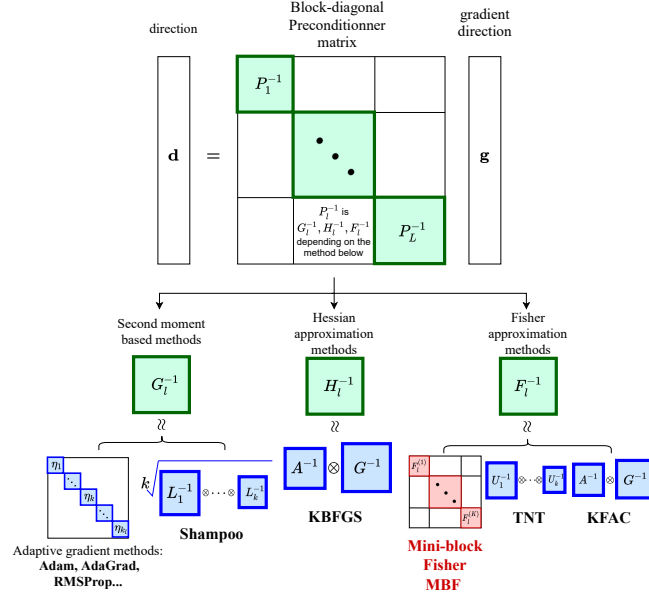 Block-diagonal
Preconditionner
matrix
direction
gradient
direction
d
=
P_1^{-1}
P_l^{-1} is
G_l^{-1}, H_l^{-1}, F_l^{-1}
depending on the
method below
P_L^{-1}
g
Second moment
based methods
Hessian
approximation
methods
Fisher
approximation
methods
G_l^{-1}
H_l^{-1}
F_l^{-1}
≈
≈
≈
η_1
⋱
η_k
⋱
η_{k_l}
k√ L_1^{-1} ⊗ ⋯ ⊗ L_k^{-1}
A^{-1} ⊗ G^{-1}
F_l^{(1)}
F_l^{(K)}
U_1^{-1} ⊗ ⋯ ⊗ U_k^{-1}
A^{-1} ⊗ G^{-1}
Shampoo
KBFGS
TNT
KFAC
Adaptive gradient methods:
Adam, AdaGrad,
RMSProp...
Mini-block
Fisher
MBF